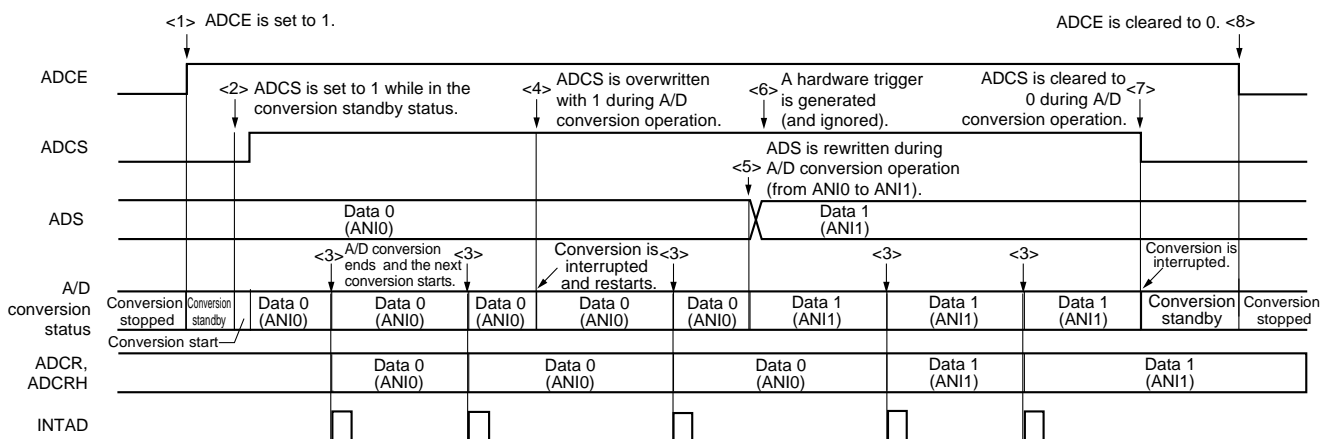 <1> ADCE is set to 1.
ADCE is cleared to 0. <8>
ADCE
<2> ADCS is set to 1 while in the
conversion standby status.
<4> ADCS is overwritten
with 1 during A/D
conversion operation.
<6> A hardware trigger
is generated
(and ignored).
ADCS is cleared to <7>
0 during A/D
conversion operation.
ADCS
<5> ADS is rewritten during
A/D conversion operation
(from ANI0 to ANI1).
ADS
Data 0
(ANI0)
Data 1
(ANI1)
<3> A/D conversion
ends and the next
conversion starts.
<3>
Conversion is
interrupted
and restarts.
<3>
<3>
<3>
Conversion is
interrupted.
A/D
conversion
status
Conversion
stopped
Conversion
standby
Conversion start
Data 0
(ANI0)
Data 0
(ANI0)
Data 0
(ANI0)
Data 0
(ANI0)
Data 0
(ANI0)
Data 1
(ANI1)
Data 1
(ANI1)
Data 1
(ANI1)
Conversion
standby
Conversion
stopped
ADCR,
ADCRH
Data 0
(ANI0)
Data 0
(ANI0)
Data 0
(ANI0)
Data 1
(ANI1)
Data 1
(ANI1)
INTAD